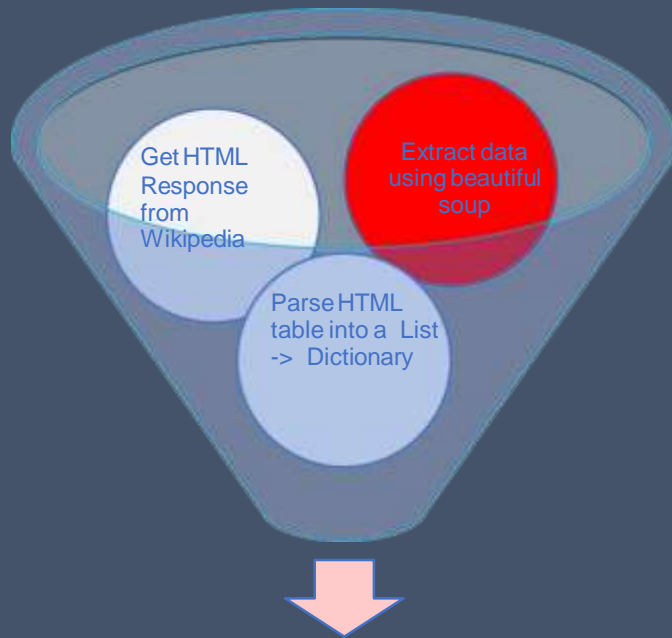 Get HTML
Response
from
Wikipedia
Extract data
using beautiful
soup
Parse HTML
table into a List
-> Dictionary